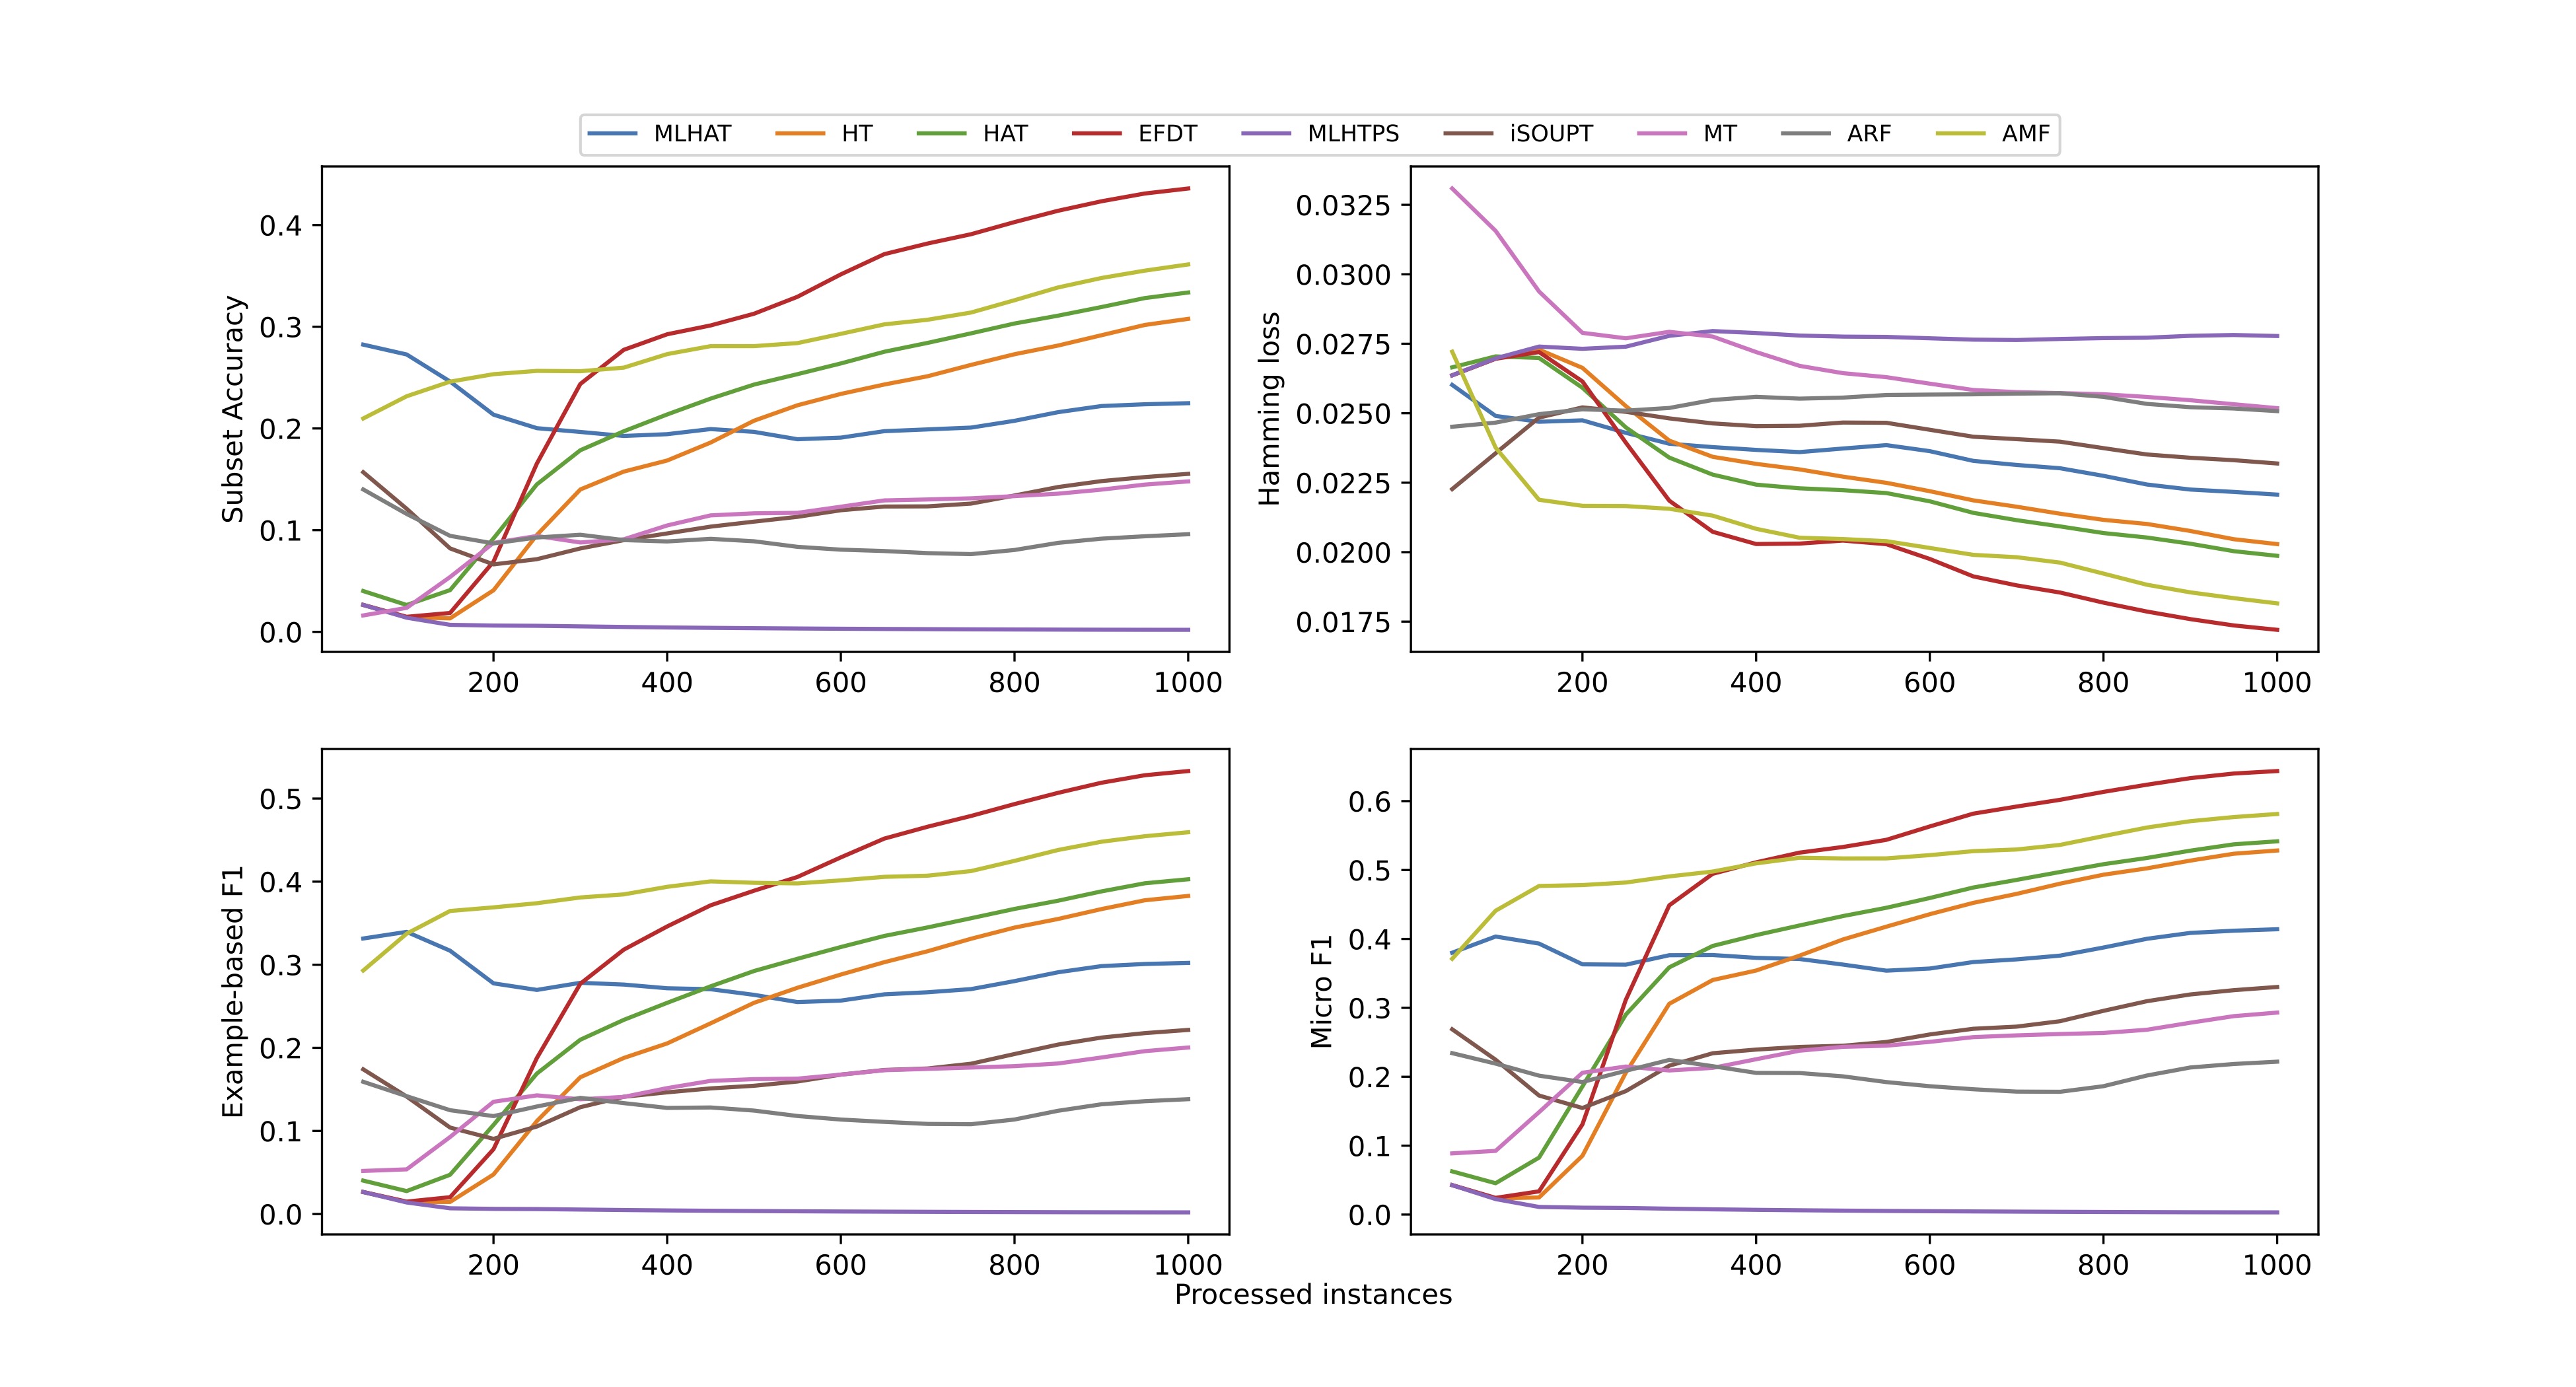 MLHAT HT HAT EFDT MLHTPS iSOUPT MT ARF AMF
Subset Accuracy
0.4
0.3
0.2
0.1
0.0
200 400 600 800 1000
Hamming loss
0.0325
0.0300
0.0275
0.0250
0.0225
0.0200
0.0175
200 400 600 800 1000
Example-based F1
0.5
0.4
0.3
0.2
0.1
0.0
200 400 600 800 1000
Micro F1
0.6
0.5
0.4
0.3
0.2
0.1
0.0
200 400 600 800 1000
Processed instances